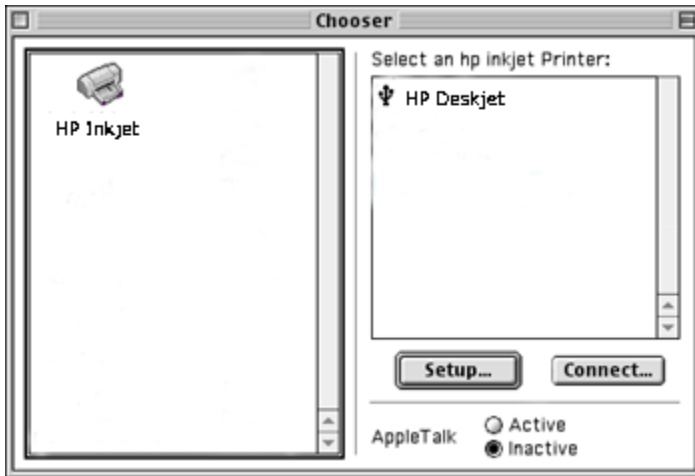 Chooser
HP Inkjet
Select an hp inkjet Printer:
HP Deskjet
Setup...
Connect...
AppleTalk
Active
Inactive